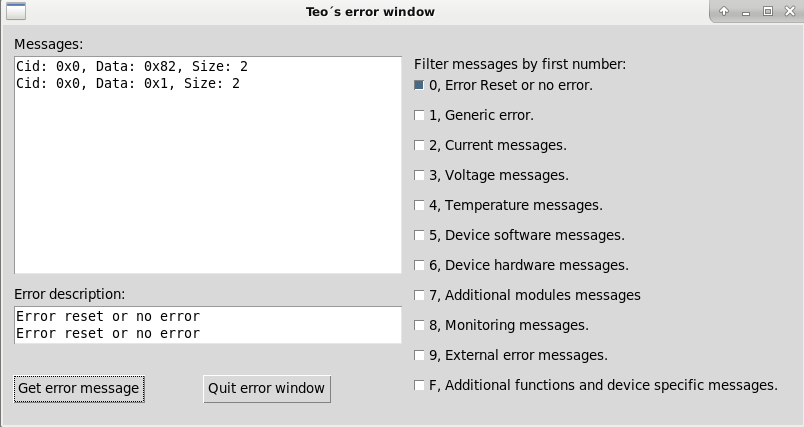 Teo´s error window
Messages:
Cid: 0x0, Data: 0x82, Size: 2
Cid: 0x0, Data: 0x1, Size: 2
Error description:
Error reset or no error
Error reset or no error
Get error message
Quit error window
Filter messages by first number:
0, Error Reset or no error.
1, Generic error.
2, Current messages.
3, Voltage messages.
4, Temperature messages.
5, Device software messages.
6, Device hardware messages.
7, Additional modules messages
8, Monitoring messages.
9, External error messages.
F, Additional functions and device specific messages.